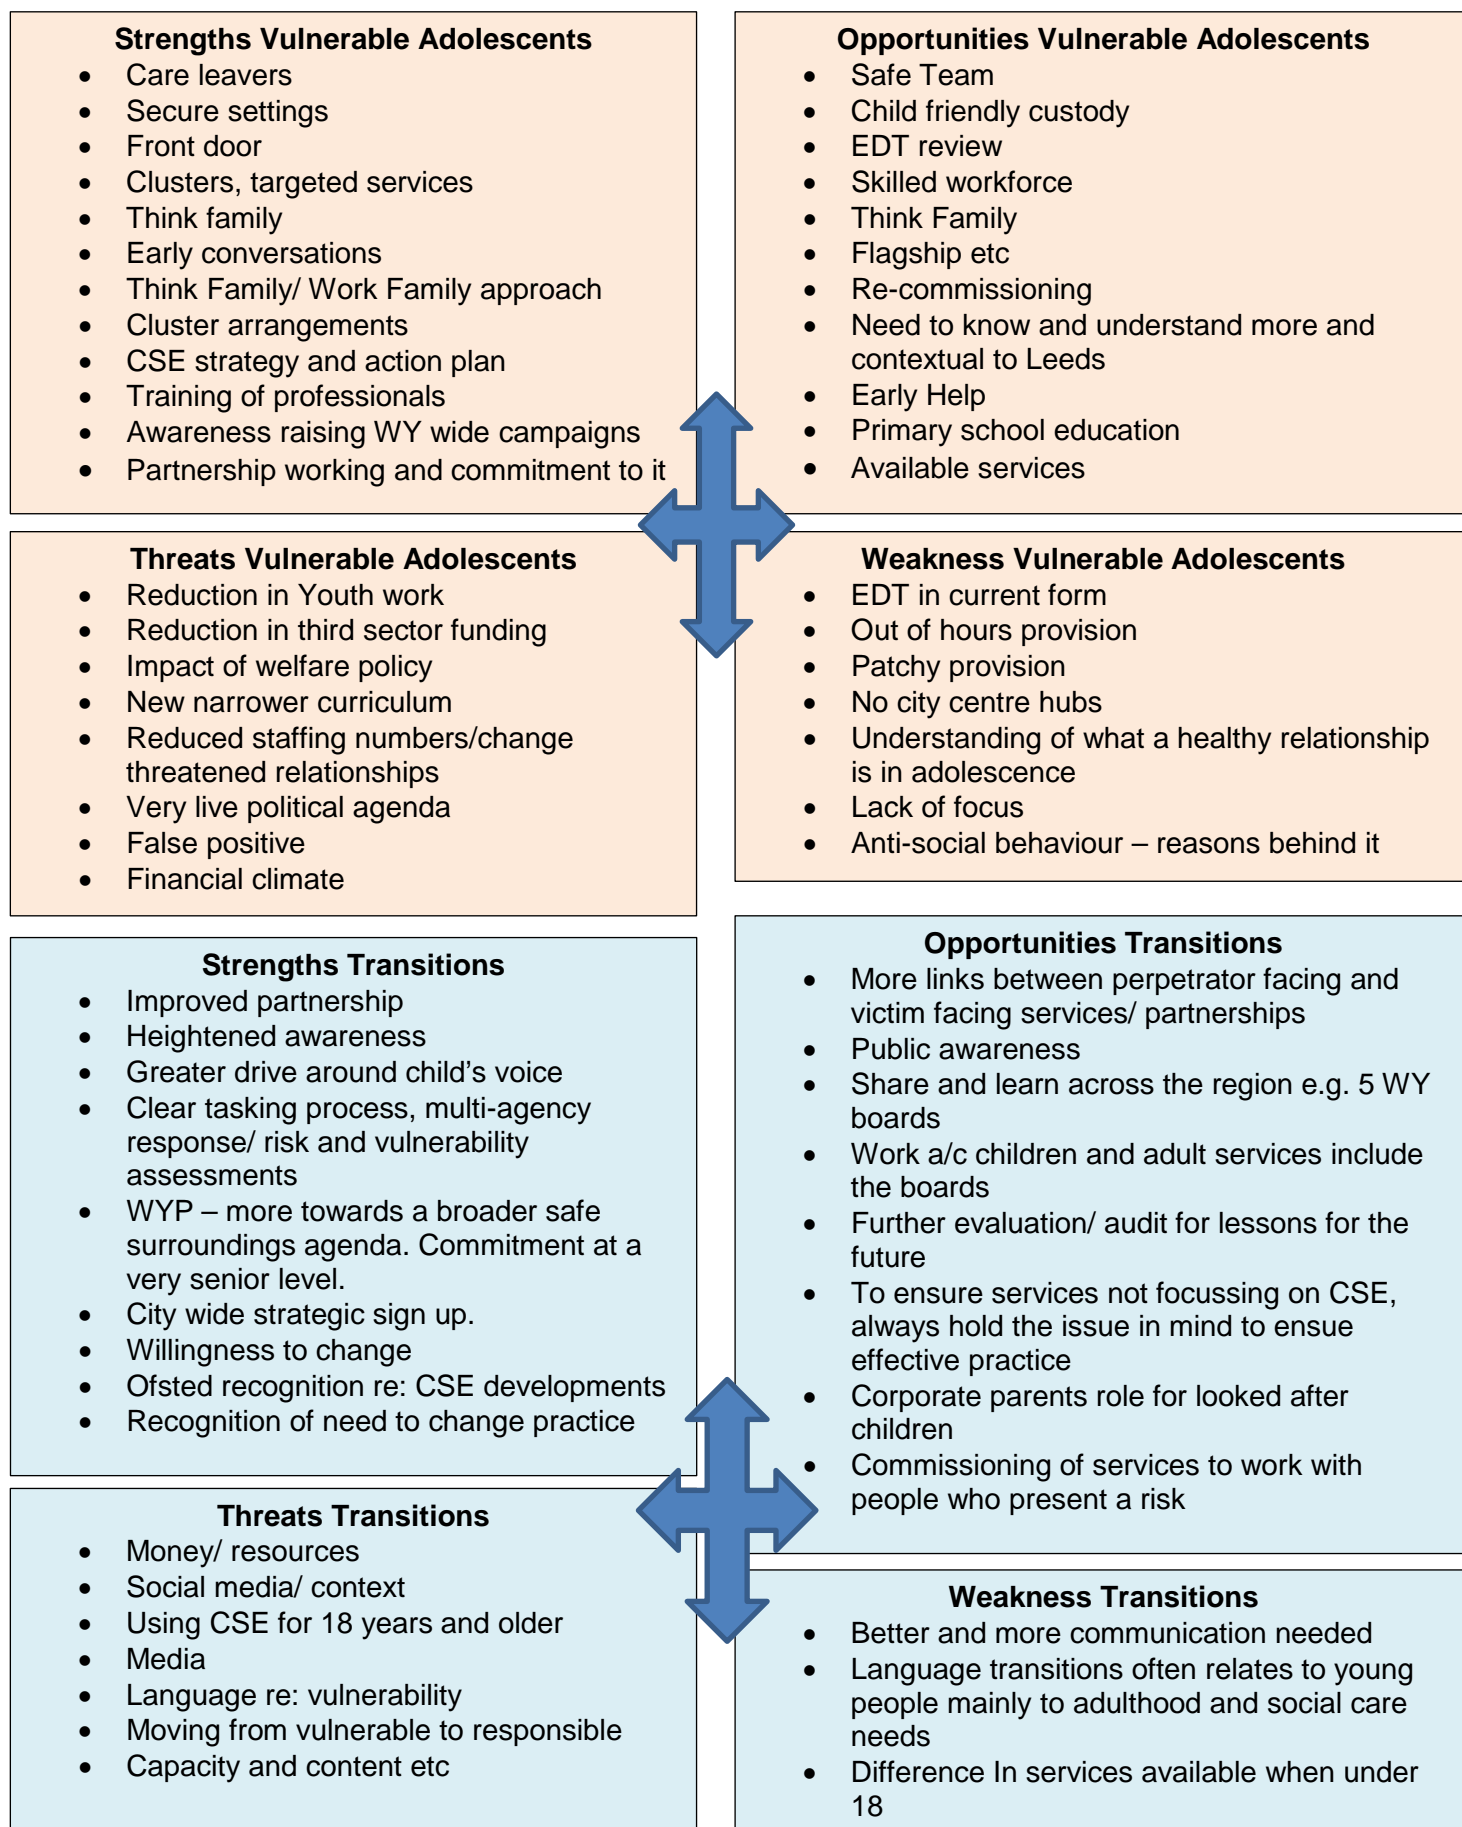 Strengths Vulnerable Adolescents
• Care leavers
• Secure settings
• Front door
• Clusters, targeted services
• Think family
• Early conversations
• Think Family/ Work Family approach
• Cluster arrangements
• CSE strategy and action plan
• Training of professionals
• Awareness raising WY wide campaigns
• Partnership working and commitment to it
Opportunities Vulnerable Adolescents
• Safe Team
• Child friendly custody
• EDT review
• Skilled workforce
• Think Family
• Flagship etc
• Re-commissioning
• Need to know and understand more and
contextual to Leeds
• Early Help
• Primary school education
• Available services
Threats Vulnerable Adolescents
• Reduction in Youth work
• Reduction in third sector funding
• Impact of welfare policy
• New narrower curriculum
• Reduced staffing numbers/change
threatened relationships
• Very live political agenda
• False positive
• Financial climate
Weakness Vulnerable Adolescents
• EDT in current form
• Out of hours provision
• Patchy provision
• No city centre hubs
• Understanding of what a healthy relationship
is in adolescence
• Lack of focus
• Anti-social behaviour – reasons behind it
Strengths Transitions
• Improved partnership
• Heightened awareness
• Greater drive around child’s voice
• Clear tasking process, multi-agency
response/ risk and vulnerability
assessments
• WYP – more towards a broader safe
surroundings agenda. Commitment at a
very senior level.
• City wide strategic sign up.
• Willingness to change
• Ofsted recognition re: CSE developments
• Recognition of need to change practice
Opportunities Transitions
• More links between perpetrator facing and
victim facing services/ partnerships
• Public awareness
• Share and learn across the region e.g. 5 WY
boards
• Work a/c children and adult services include
the boards
• Further evaluation/ audit for lessons for the
future
• To ensure services not focussing on CSE,
always hold the issue in mind to ensue
effective practice
• Corporate parents role for looked after
children
• Commissioning of services to work with
people who present a risk
Threats Transitions
• Money/ resources
• Social media/ context
• Using CSE for 18 years and older
• Media
• Language re: vulnerability
• Moving from vulnerable to responsible
• Capacity and content etc
Weakness Transitions
• Better and more communication needed
• Language transitions often relates to young
people mainly to adulthood and social care
needs
• Difference In services available when under
18